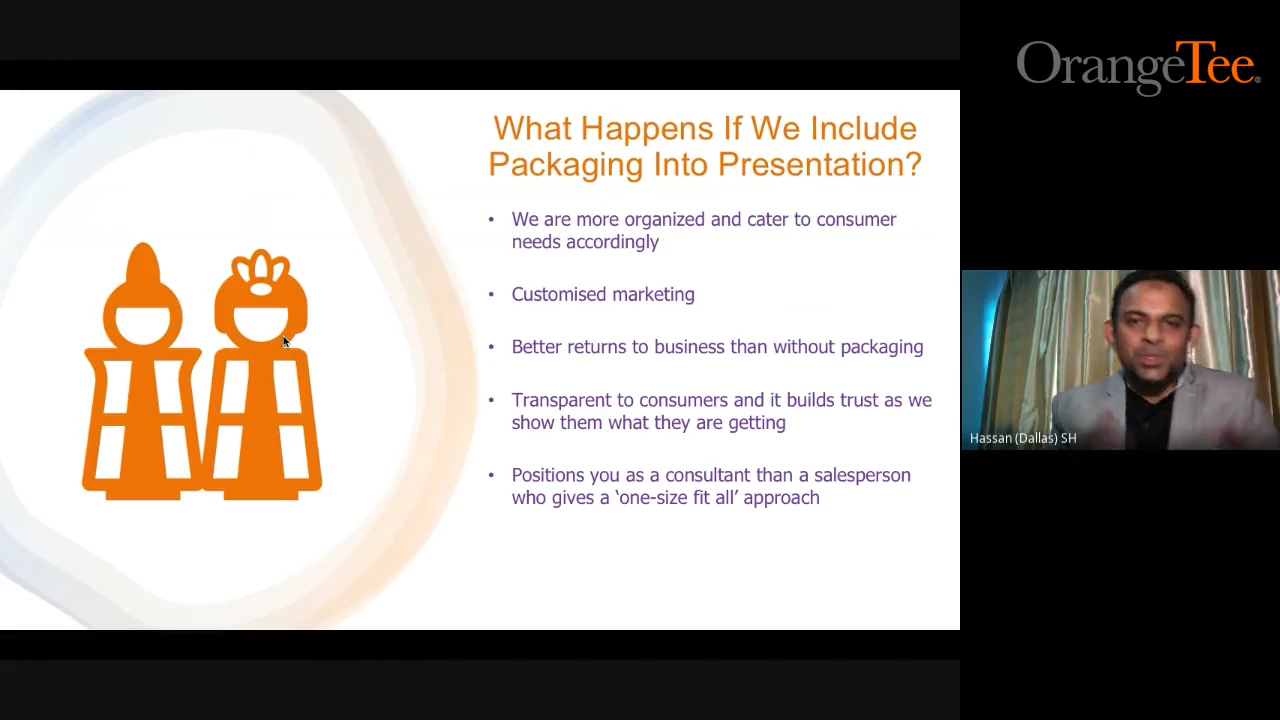 OrangeTee
What Happens If We Include
Packaging Into Presentation?
• We are more organized and cater to consumer
needs accordingly
• Customised marketing
• Better returns to business than without packaging
• Transparent to consumers and it builds trust as we
show them what they are getting
• Positions you as a consultant than a salesperson
who gives a ‘one-size fit all’ approach
Hassan (Dallas) SH